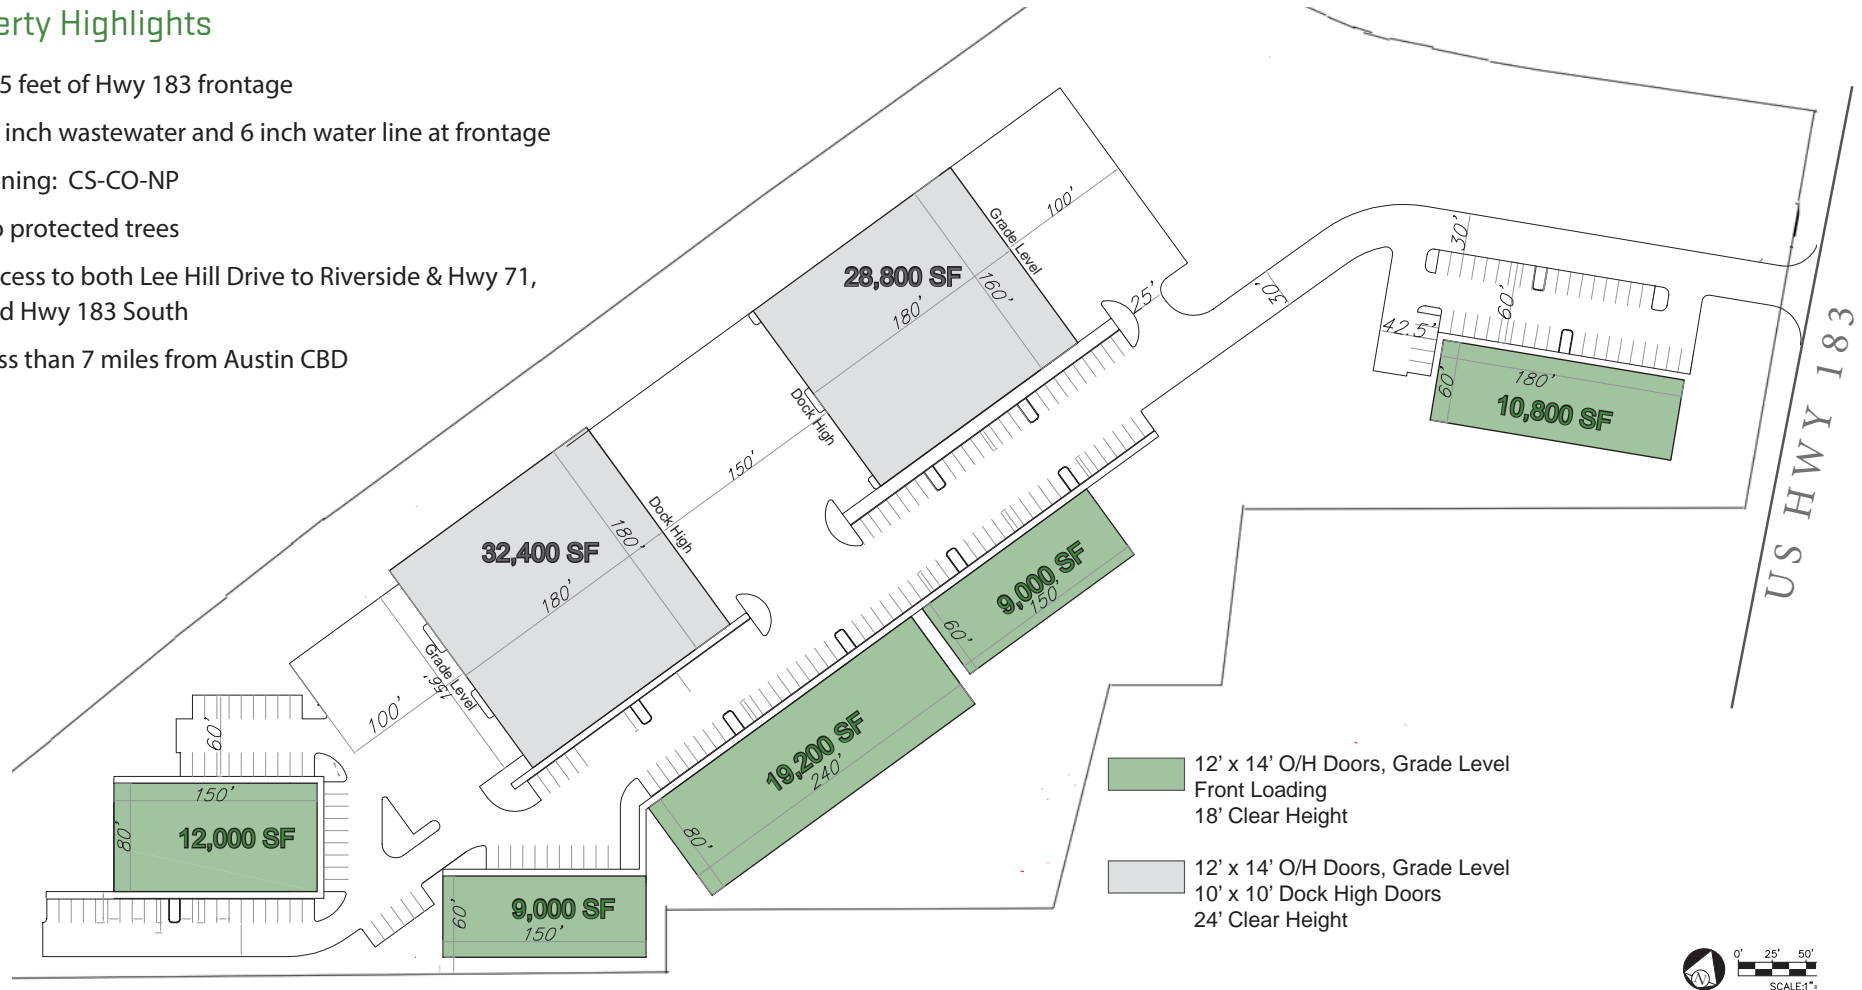 erty Highlights
5 feet of Hwy 183 frontage
inch wastewater and 6 inch water line at frontage
ning: CS-CO-NP
o protected trees
cess to both Lee Hill Drive to Riverside & Hwy 71,
d Hwy 183 South
ss than 7 miles from Austin CBD
28,800 SF
180'
160'
Grade Level
100'
25'
30'
Dock High
150'
32,400 SF
180'
180'
Dock High
Grade Level
156'
100'
30'
60'
42.5'
60'
180'
10,800 SF
US HWY 183
9,000 SF
150'
60'
19,200 SF
240'
80'
60'
150'
80'
12,000 SF
9,000 SF
150'
60'
12' x 14' O/H Doors, Grade Level
Front Loading
18' Clear Height
12' x 14' O/H Doors, Grade Level
10' x 10' Dock High Doors
24' Clear Height
N
0' 25' 50'
SCALE:1"=